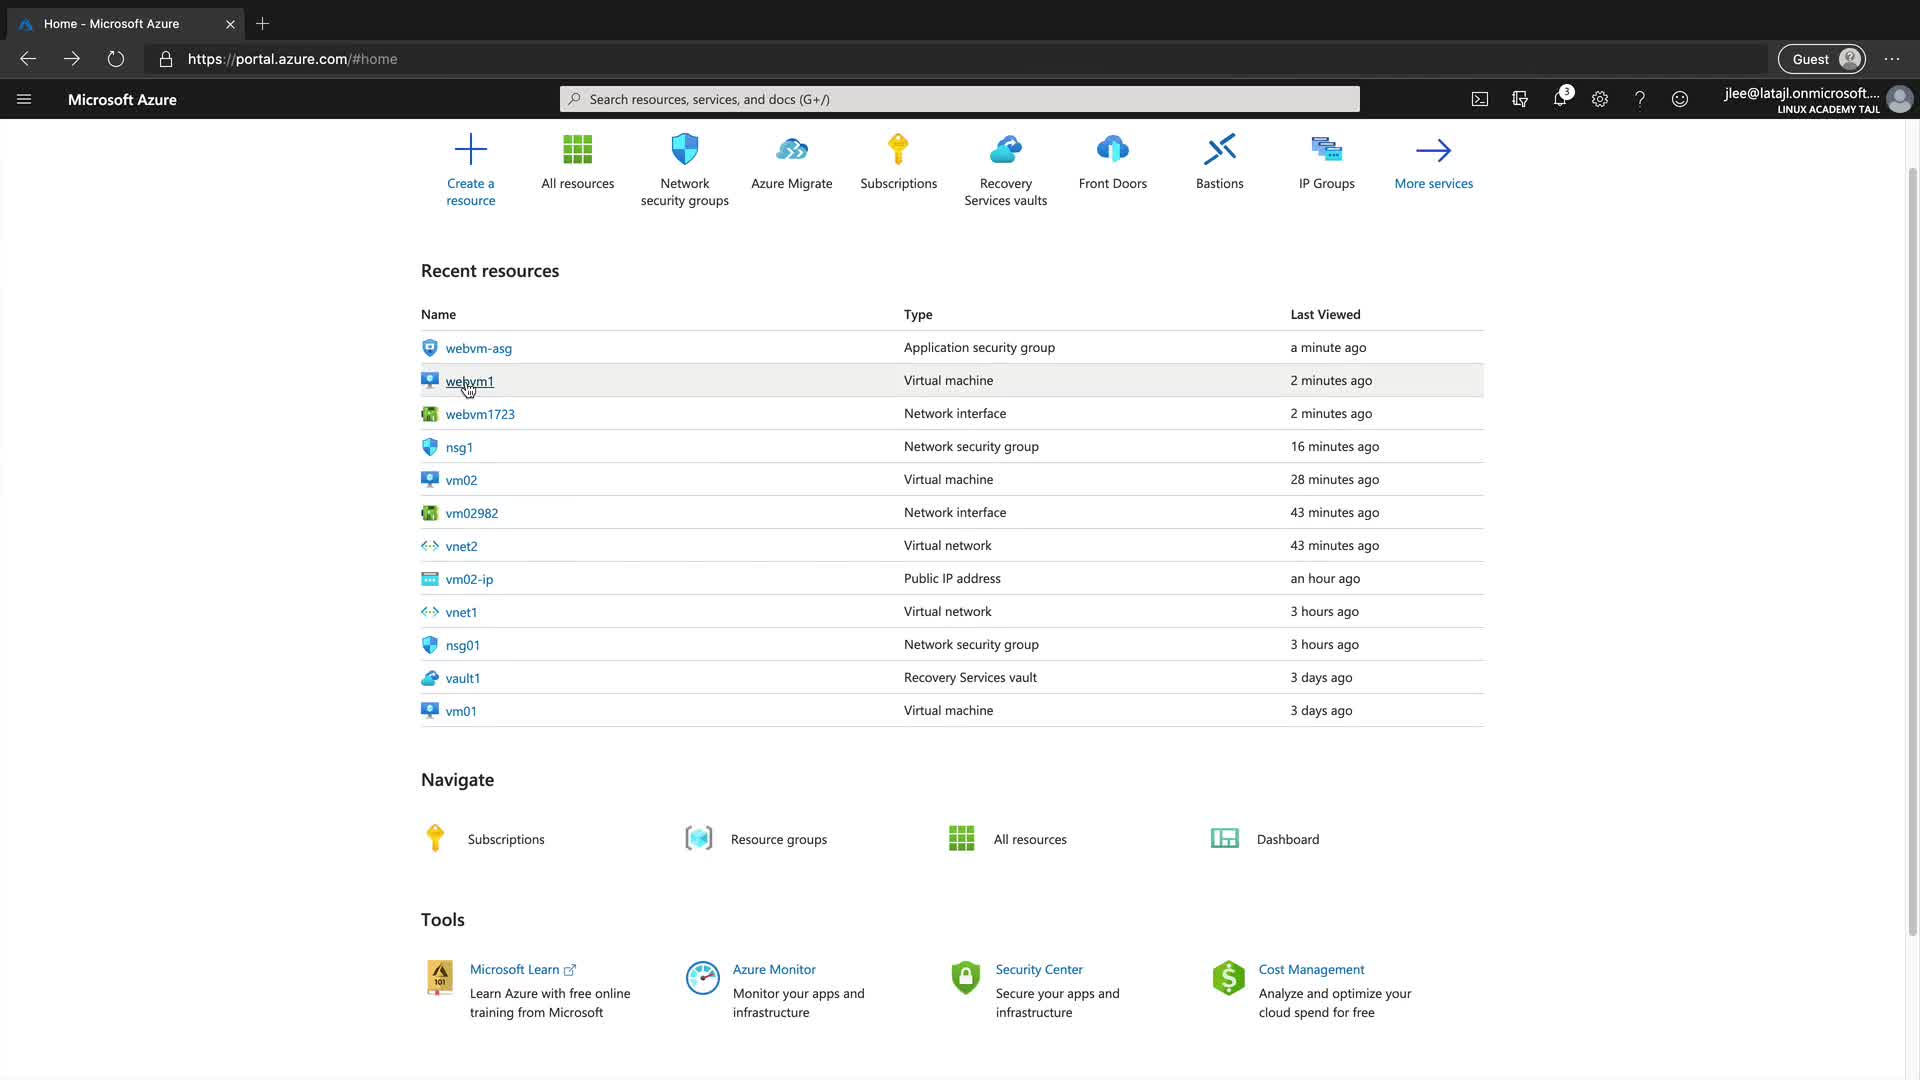 Home - Microsoft Azure
https://portal.azure.com/#home
Guest
Microsoft Azure
Search resources, services, and docs (G+/)
3
jlee@latajl.onmicrosoft....
LINUX ACADEMY TAJL
Create a
resource
All resources
Network
security groups
Azure Migrate
Subscriptions
Recovery
Services vaults
Front Doors
Bastions
IP Groups
More services
Recent resources
Name Type Last Viewed
webvm-asg Application security group a minute ago
webvm1 Virtual machine 2 minutes ago
webvm1723 Network interface 2 minutes ago
nsg1 Network security group 16 minutes ago
vm02 Virtual machine 28 minutes ago
vm02982 Network interface 43 minutes ago
vnet2 Virtual network 43 minutes ago
vm02-ip Public IP address an hour ago
vnet1 Virtual network 3 hours ago
nsg01 Network security group 3 hours ago
vault1 Recovery Services vault 3 days ago
vm01 Virtual machine 3 days ago
Navigate
Subscriptions Resource groups All resources Dashboard
Tools
101
Microsoft Learn
Learn Azure with free online
training from Microsoft
Azure Monitor
Monitor your apps and
infrastructure
Security Center
Secure your apps and
infrastructure
$
Cost Management
Analyze and optimize your
cloud spend for free